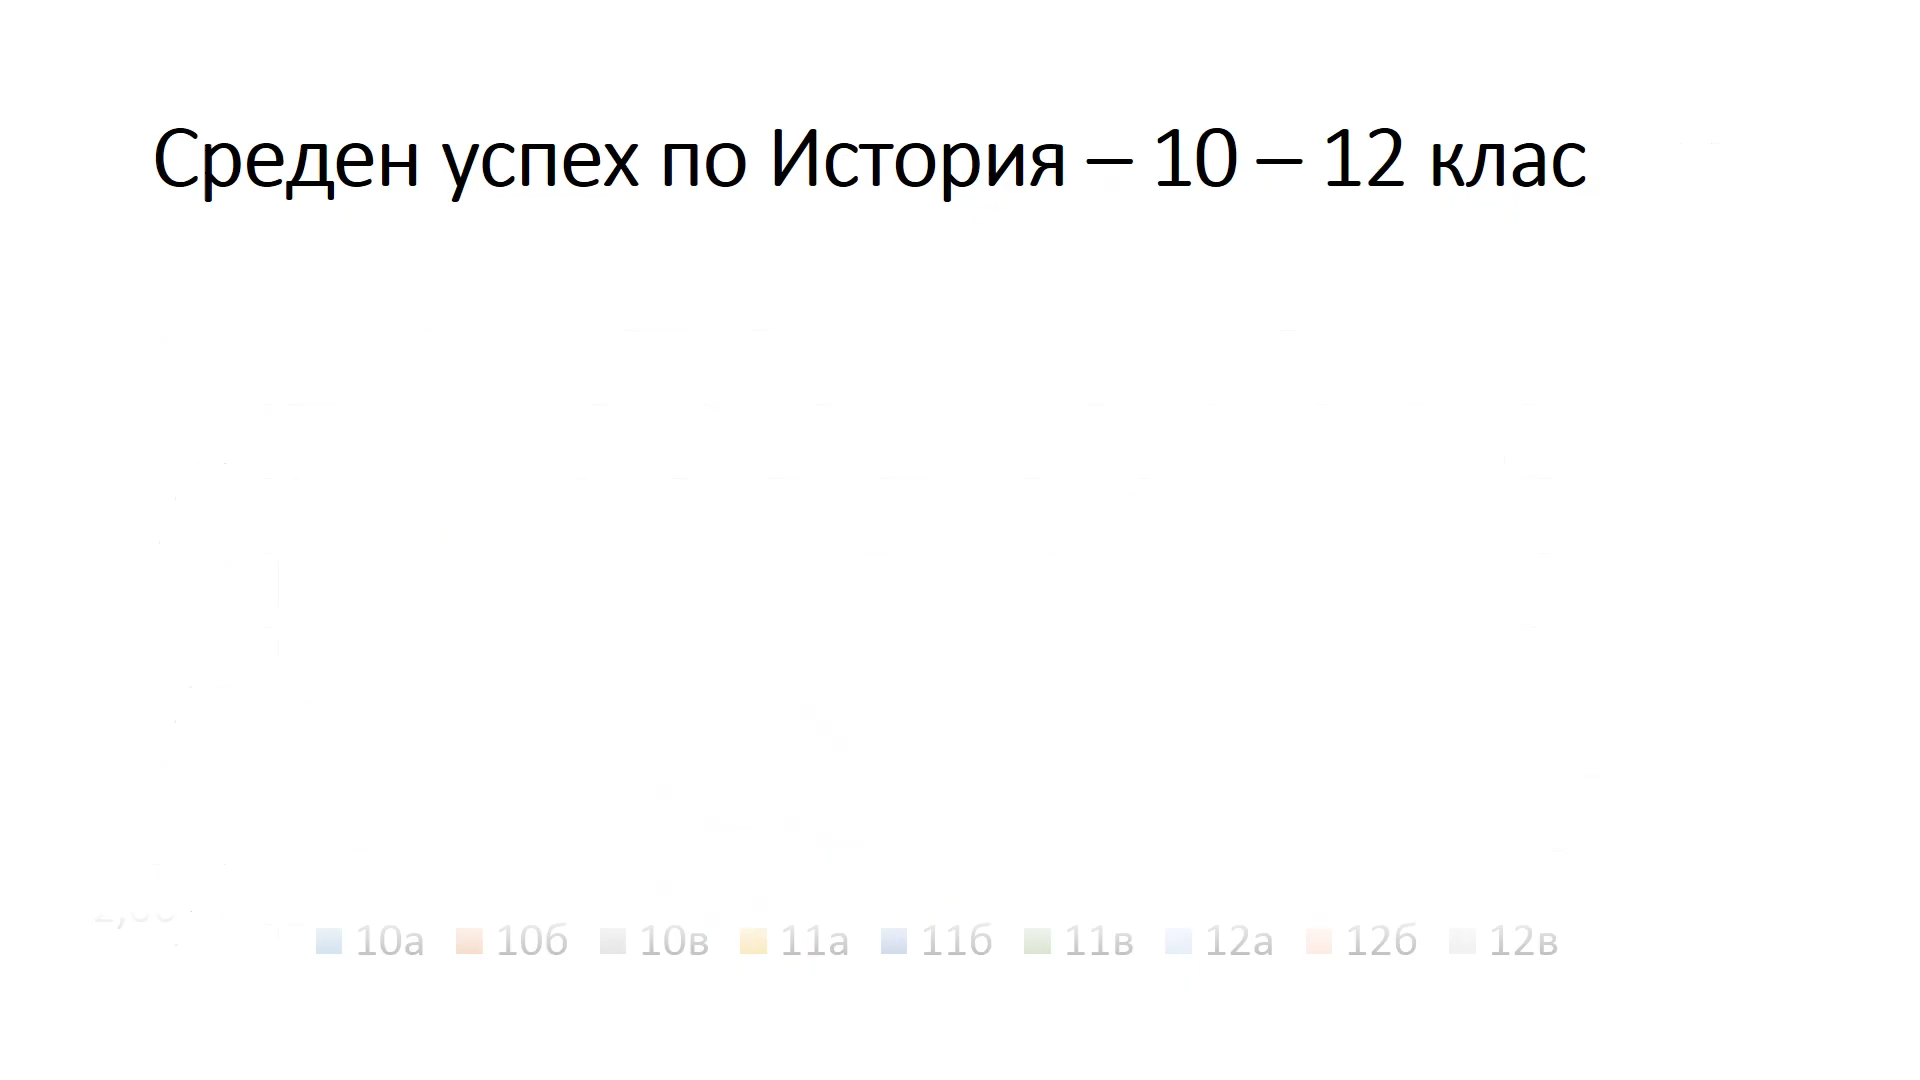 Среден успех по История – 10 – 12 клас
10а 10б 10в 11а 11б 11в 12а 12б 12в